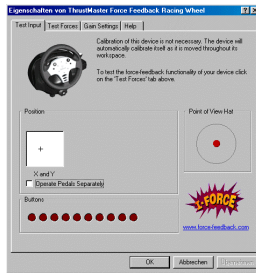 Eigenschaften von ThrustMaster Force Feedback Racing Wheel
Test Input Test Forces Gain Settings Help
Calibration of this device is not necessary. The device will
automatically calibrate itself as it is moved throughout its
workspace.
To test the force-feedback functionality of your device click
on the 'Test Forces' tab above.
Position
Point of View Hat
X and Y
Operate Pedals Separately
Buttons
I-FORCE
www.force-feedback.com
OK Abbrechen Übernehmen